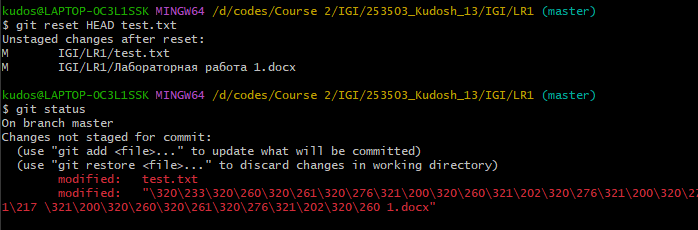 kudos@LAPTOP-OC3L1SSK MINGW64 /d/codes/Course 2/IGI/253503_Kudosh_13/IGI/LR1 (master)
$ git reset HEAD test.txt
Unstaged changes after reset:
M       IGI/LR1/test.txt
M       IGI/LR1/Лабораторная работа 1.docx
kudos@LAPTOP-OC3L1SSK MINGW64 /d/codes/Course 2/IGI/253503_Kudosh_13/IGI/LR1 (master)
$ git status
On branch master
Changes not staged for commit:
  (use "git add <file>..." to update what will be committed)
  (use "git restore <file>..." to discard changes in working directory)
        modified:   test.txt
        modified:   "\320\233\320\260\320\261\320\276\321\200\320\260\321\202\320\276\321\200\320\27
1\217 \321\200\320\260\320\261\320\276\321\202\320\260 1.docx"